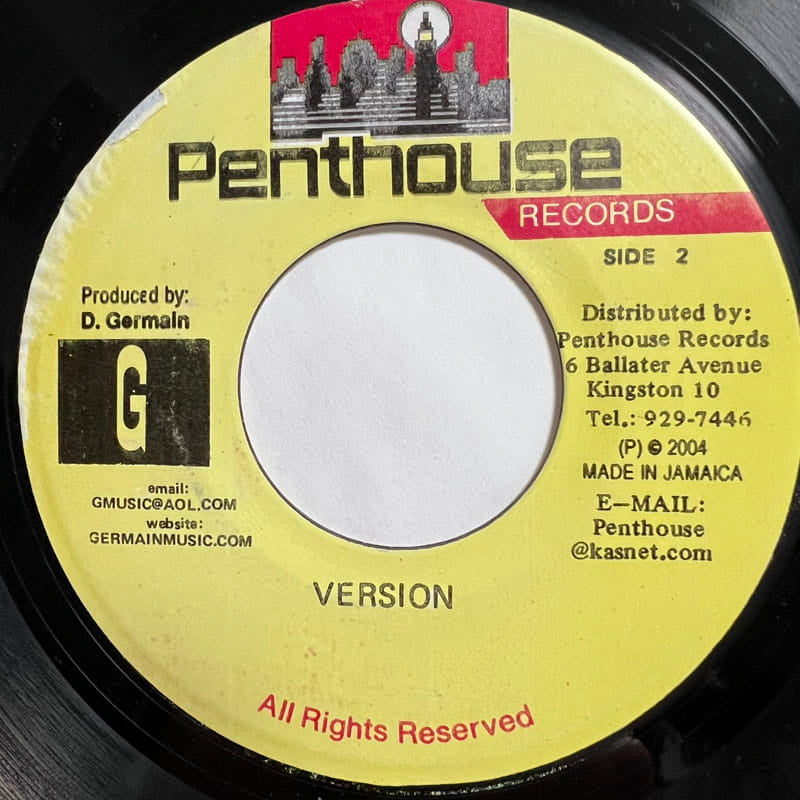 Penthouse
RECORDS
SIDE 2
Produced by:
D. Germain
G
email:
GMUSIC@AOL.COM
website:
GERMAINMUSIC.COM
Distributed by:
Penthouse Records
6 Ballater Avenue
Kingston 10
Tel.: 929-7446
(P) © 2004
MADE IN JAMAICA
E-MAIL:
Penthouse
@kasnet.com
VERSION
All Rights Reserved